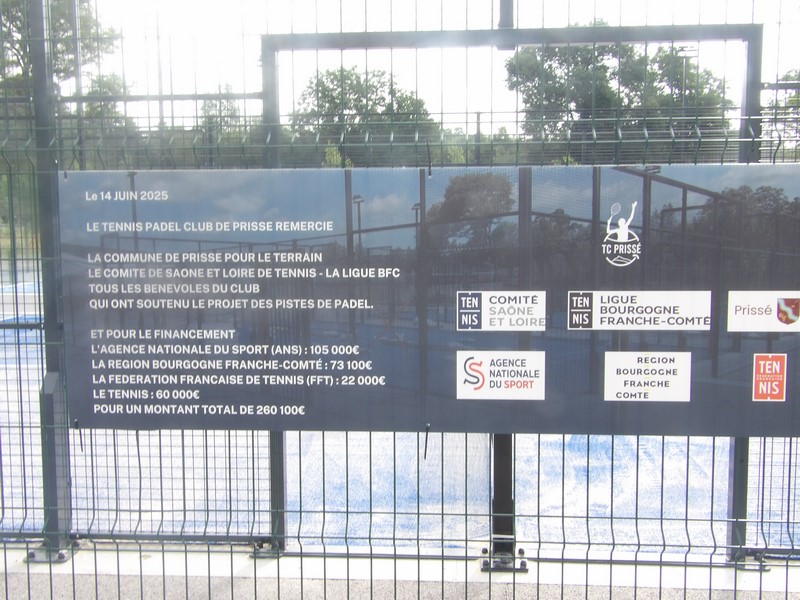 Le 14 JUIN 2025
LE TENNIS PADEL CLUB DE PRISSE REMERCIE
LA COMMUNE DE PRISSE POUR LE TERRAIN
LE COMITE DE SAONE ET LOIRE DE TENNIS - LA LIGUE BFC
TOUS LES BENEVOLES DU CLUB
QUI ONT SOUTENU LE PROJET DES PISTES DE PADEL.
ET POUR LE FINANCEMENT
L'AGENCE NATIONALE DU SPORT (ANS) : 105 000€
LA REGION BOURGOGNE FRANCHE-COMTÉ : 73 100€
LA FEDERATION FRANCAISE DE TENNIS (FFT) : 22 000€
LE TENNIS : 60 000€
POUR UN MONTANT TOTAL DE 260 100€
TC PRISSÉ
TEN
NIS
COMITÉ
SAÔNE
ET LOIRE
TEN
NIS
LIGUE
BOURGOGNE
FRANCHE-COMTÉ
Prissé
AGENCE
NATIONALE
DU SPORT
REGION
BOURGOGNE
FRANCHE
COMTE
TEN
NIS